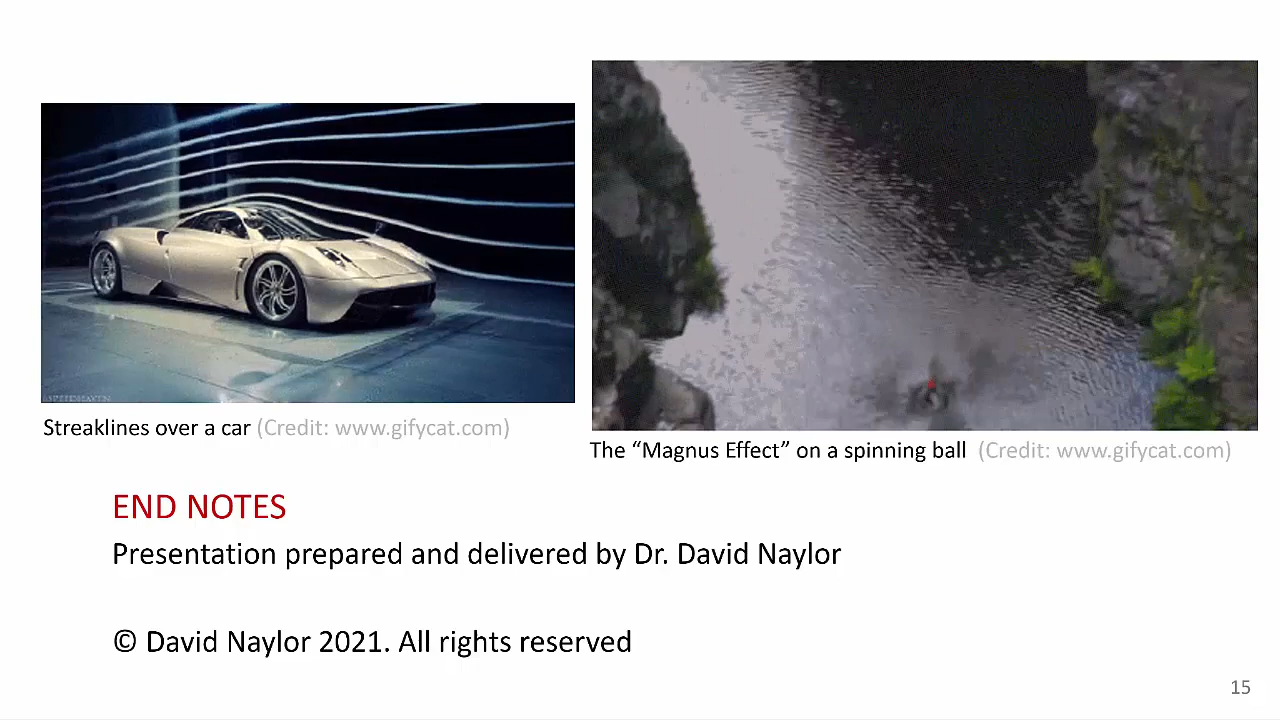 Streaklines over a car (Credit: www.gifycat.com)
The “Magnus Effect” on a spinning ball (Credit: www.gifycat.com)
END NOTES
Presentation prepared and delivered by Dr. David Naylor
© David Naylor 2021. All rights reserved
15